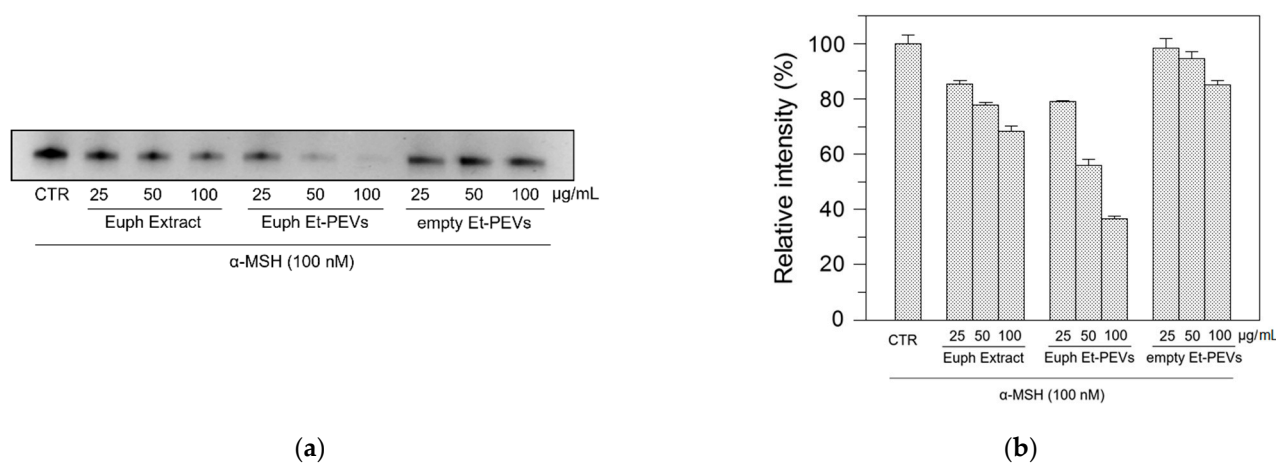 CTR 25 50 100 25 50 100 25 50 100 µg/mL
Euph Extract Euph Et-PEVs empty Et-PEVs
α-MSH (100 nM)
(a)
Relative intensity (%)
100
80
60
40
20
0
CTR 25 50 100 25 50 100 25 50 100 µg/mL
Euph Extract Euph Et-PEVs empty Et-PEVs
α-MSH (100 nM)
(b)